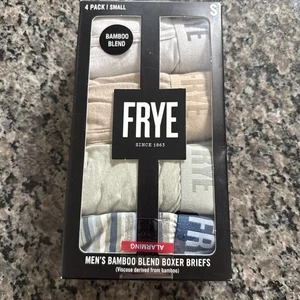 4 PACK | SMALL
S
BAMBOO
BLEND
FRYE
SINCE 1863
FRYE
ALARMING
MEN'S BAMBOO BLEND BOXER BRIEFS
(Viscose derived from bamboo)